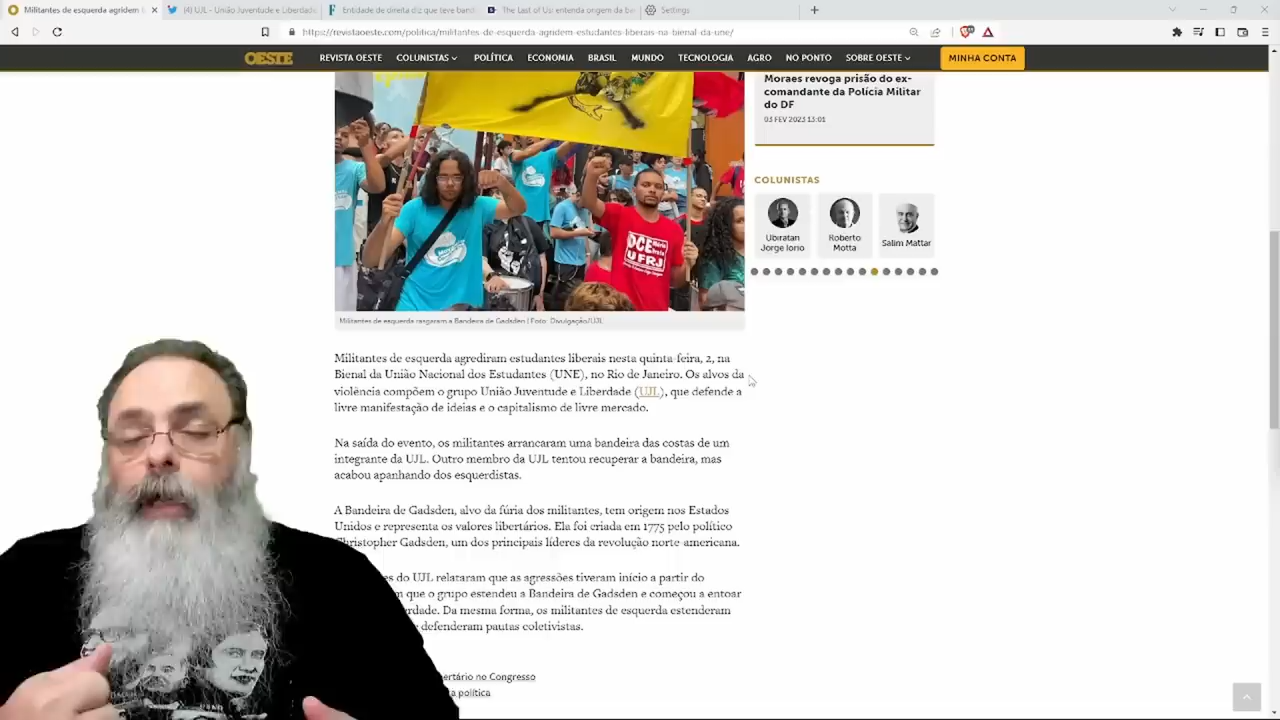 Militantes de esquerda agridem
(4) UJL - União Juventude e Liberdade
Entidade de direita diz que teve band
The Last of Us: entenda origem da ba
Settings
https://revistaoeste.com/politica/militantes-de-esquerda-agridem-estudantes-liberais-na-bienal-da-une/
OESTE
REVISTA OESTE
COLUNISTAS
POLÍTICA
ECONOMIA
BRASIL
MUNDO
TECNOLOGIA
AGRO
NO PONTO
SOBRE OESTE
MINHA CONTA
DCE
UFRJ
Militantes de esquerda rasgaram a Bandeira de Gadsden | Foto: Divulgação/UJL
Moraes revoga prisão do ex-
comandante da Polícia Militar
do DF
03 FEV 2023 13:01
COLUNISTAS
Ubiratan
Jorge Iorio
Roberto
Motta
Salim Mattar
Militantes de esquerda agrediram estudantes liberais nesta quinta-feira, 2, na
Bienal da União Nacional dos Estudantes (UNE), no Rio de Janeiro. Os alvos da
violência compõem o grupo União Juventude e Liberdade (UJL), que defende a
livre manifestação de ideias e o capitalismo de livre mercado.
Na saída do evento, os militantes arrancaram uma bandeira das costas de um
integrante da UJL. Outro membro da UJL tentou recuperar a bandeira, mas
acabou apanhando dos esquerdistas.
A Bandeira de Gadsden, alvo da fúria dos militantes, tem origem nos Estados
Unidos e representa os valores libertários. Ela foi criada em 1775 pelo político
Christopher Gadsden, um dos principais líderes da revolução norte-americana.
es do UJL relataram que as agressões tiveram início a partir do
m que o grupo estendeu a Bandeira de Gadsden e começou a entoar
erdade. Da mesma forma, os militantes de esquerda estenderam
defenderam pautas coletivistas.
ertário no Congresso
a política